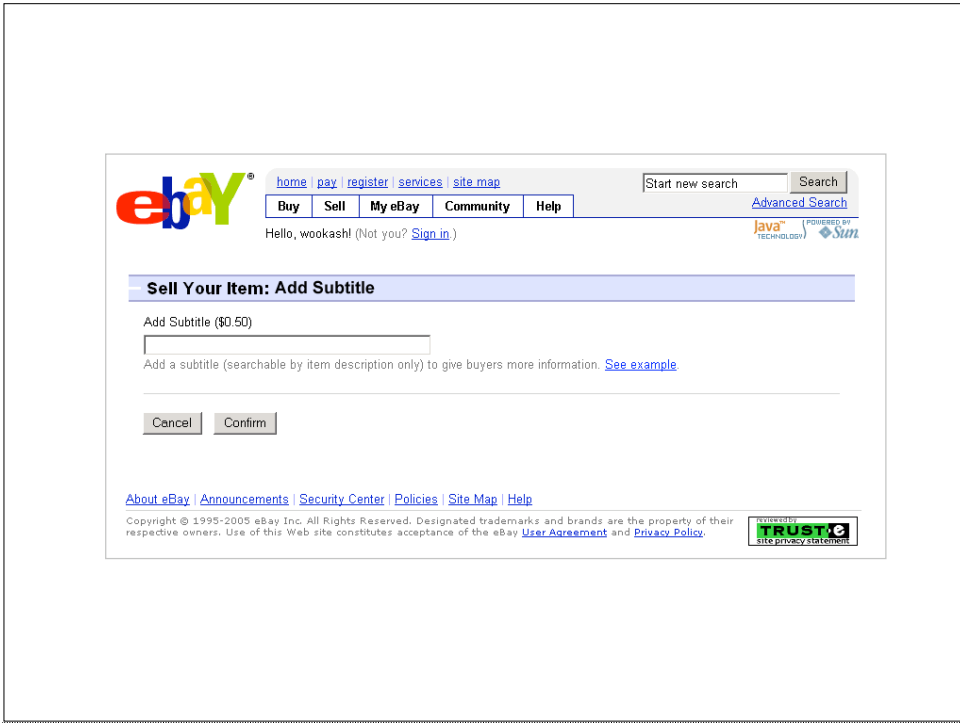 ebay®
home | pay | register | services | site map
Start new search Search
Buy Sell My eBay Community Help
Advanced Search
Hello, wookash! (Not you? Sign in.)
Java™ TECHNOLOGY POWERED BY Sun
Sell Your Item: Add Subtitle
Add Subtitle ($0.50)
Add a subtitle (searchable by item description only) to give buyers more information. See example.
Cancel Confirm
About eBay | Announcements | Security Center | Policies | Site Map | Help
Copyright © 1995-2005 eBay Inc. All Rights Reserved. Designated trademarks and brands are the property of their
respective owners. Use of this Web site constitutes acceptance of the eBay User Agreement and Privacy Policy.
reviewed by
TRUST·e
site privacy statement